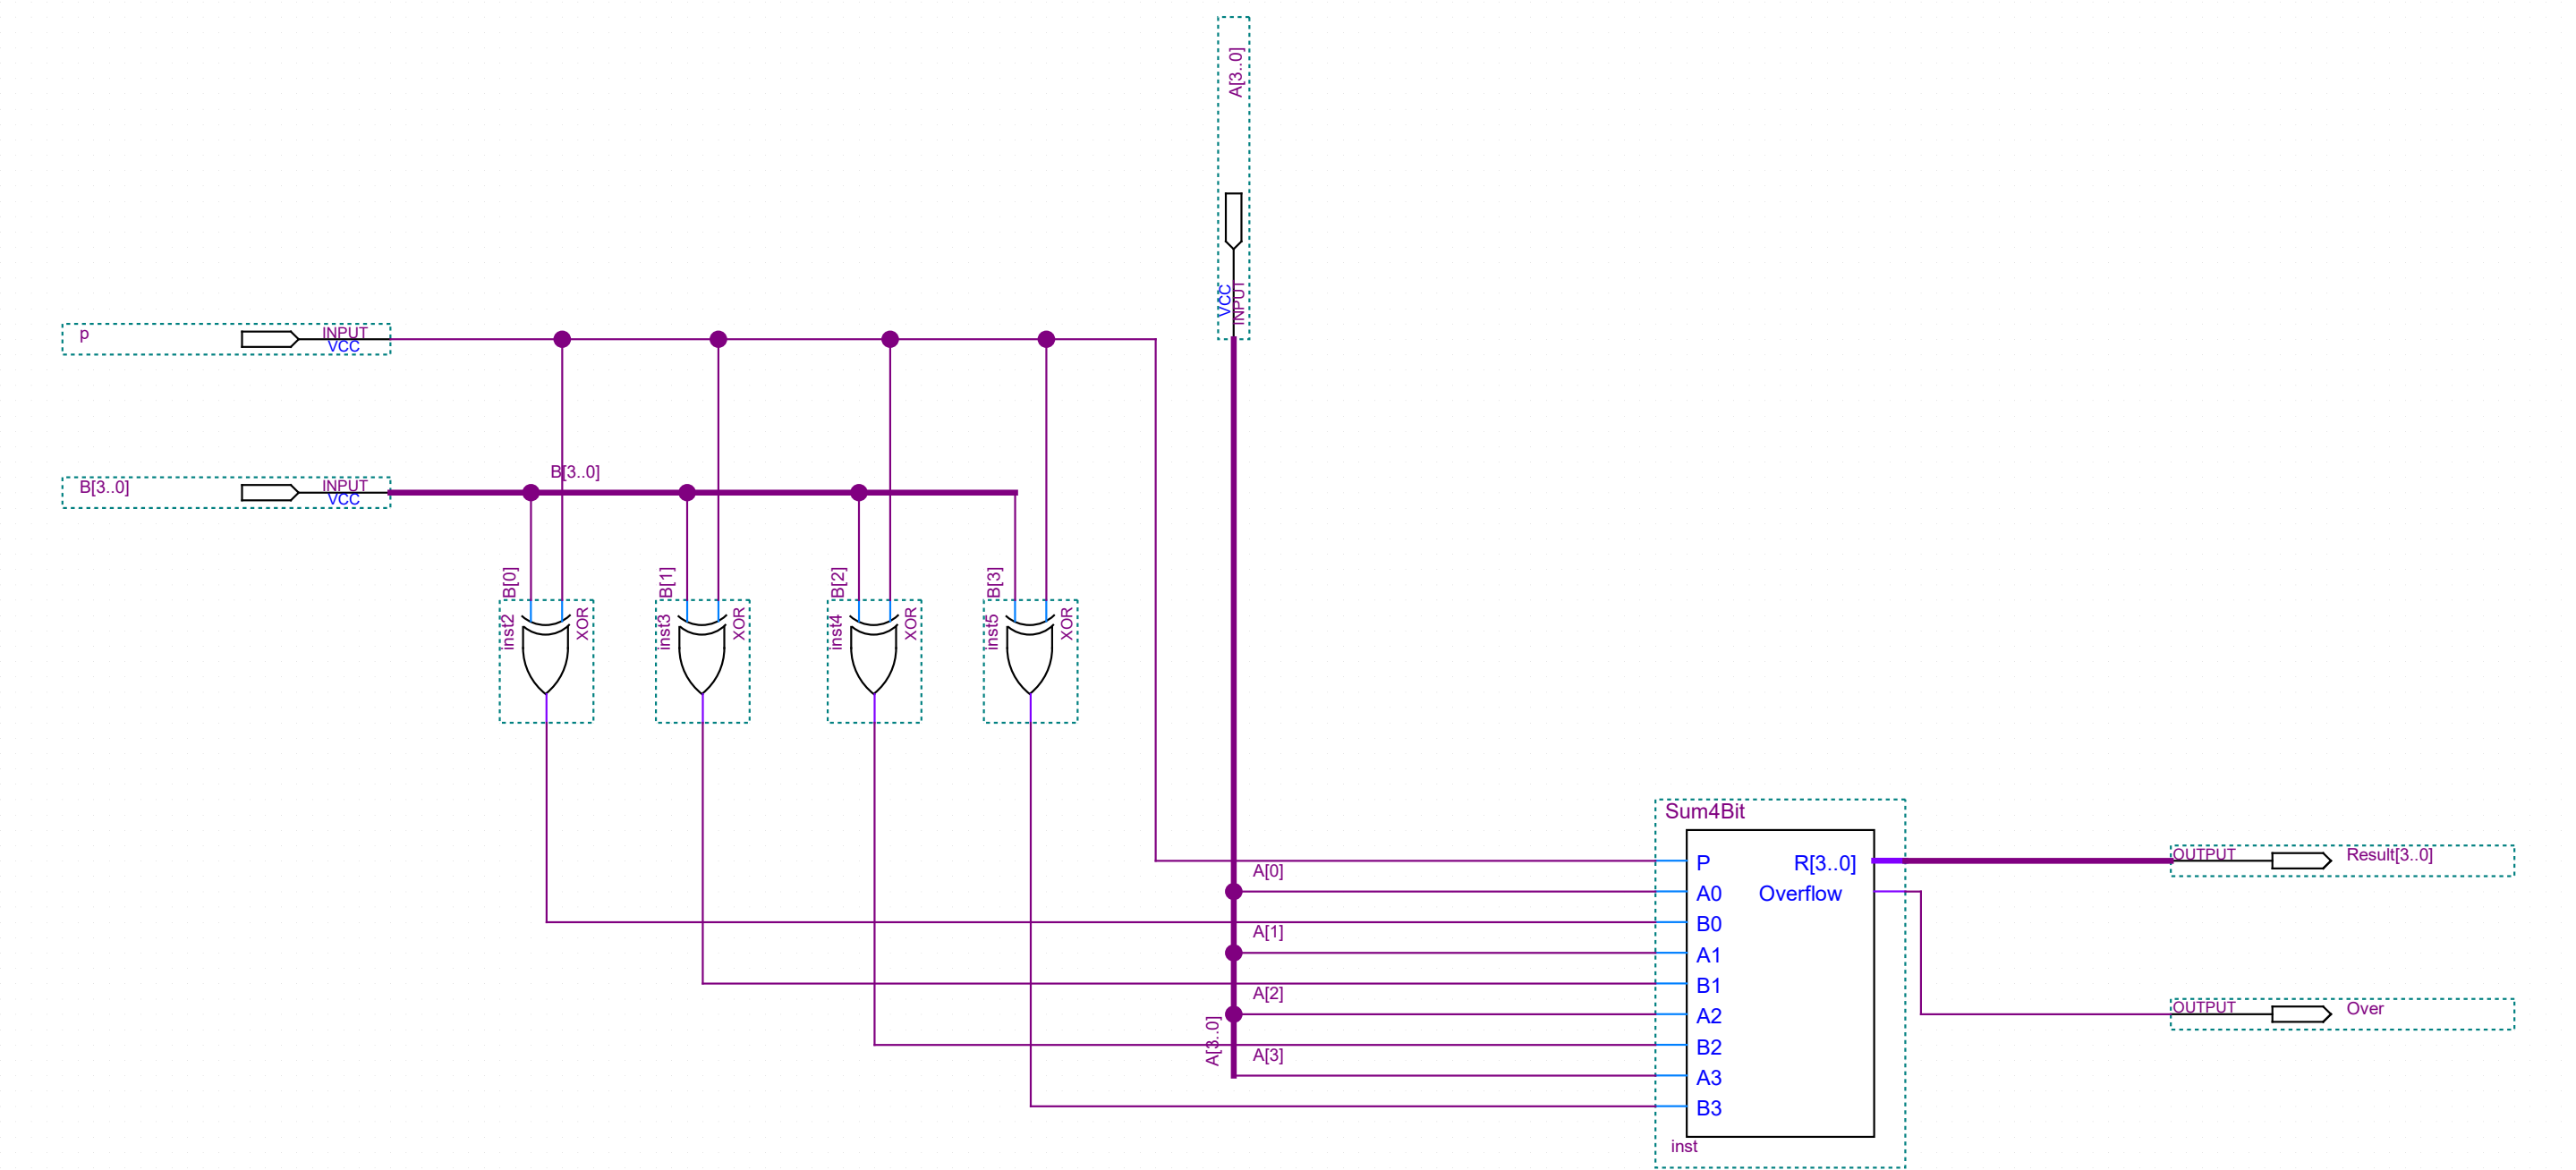 A[3..0]
VCC
INPUT
p
INPUT
VCC
B[3..0]
INPUT
VCC
B[3..0]
B[0]
B[1]
B[2]
B[3]
inst2
XOR
inst3
XOR
inst4
XOR
inst5
XOR
Sum4Bit
P
R[3..0]
OUTPUT
Result[3..0]
A[0]
A0
Overflow
B0
A[1]
A1
B1
A[2]
A2
OUTPUT
Over
A[3..0]
B2
A[3]
A3
B3
inst